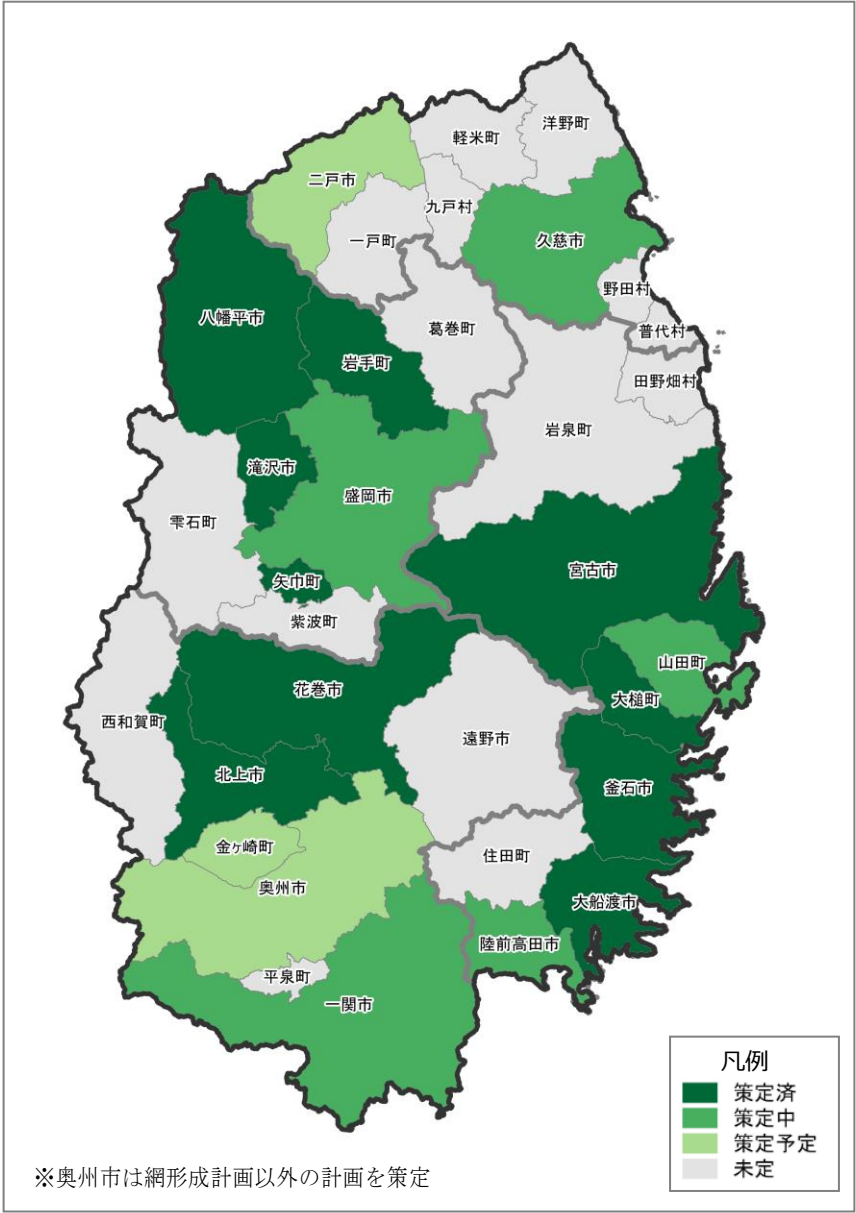 洋野町
軽米町
二戸市
九戸村
一戸町
久慈市
野田村
八幡平市
葛巻町
普代村
岩手町
田野畑村
岩泉町
滝沢市
盛岡市
雫石町
宮古市
矢巾町
紫波町
山田町
花巻市
大槌町
西和賀町
遠野市
北上市
釜石市
金ヶ崎町
住田町
奥州市
大船渡市
陸前高田市
平泉町
一関市
凡例
策定済
策定中
策定予定
未定
※奥州市は網形成計画以外の計画を策定